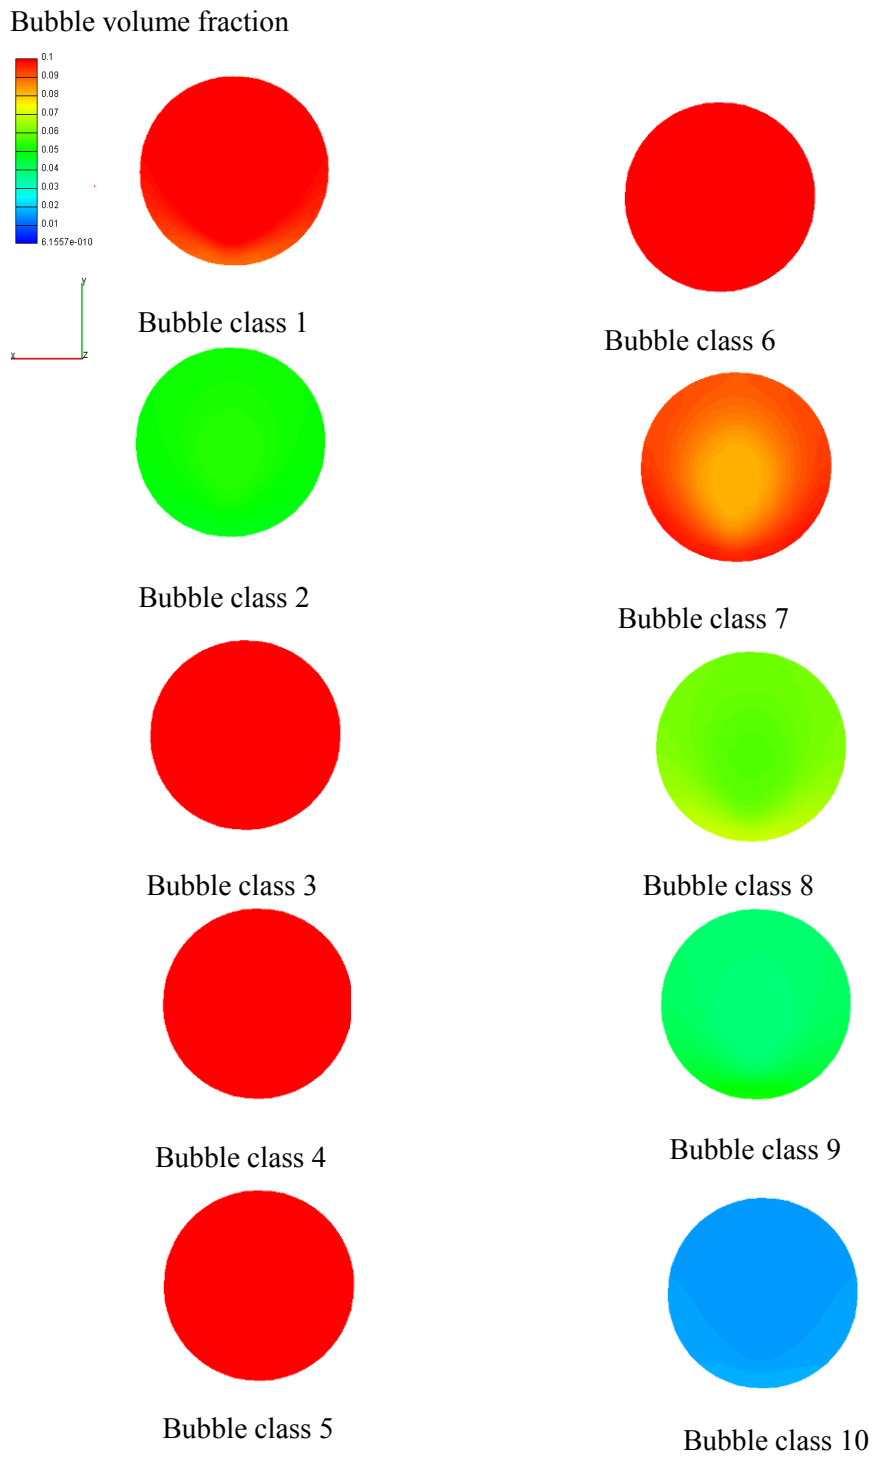 Bubble volume fraction
0.1
0.09
0.08
0.07
0.06
0.05
0.04
0.03
0.02
0.01
6.1557e-010
y
x
z
Bubble class 1
Bubble class 6
Bubble class 2
Bubble class 7
Bubble class 3
Bubble class 8
Bubble class 4
Bubble class 9
Bubble class 5
Bubble class 10